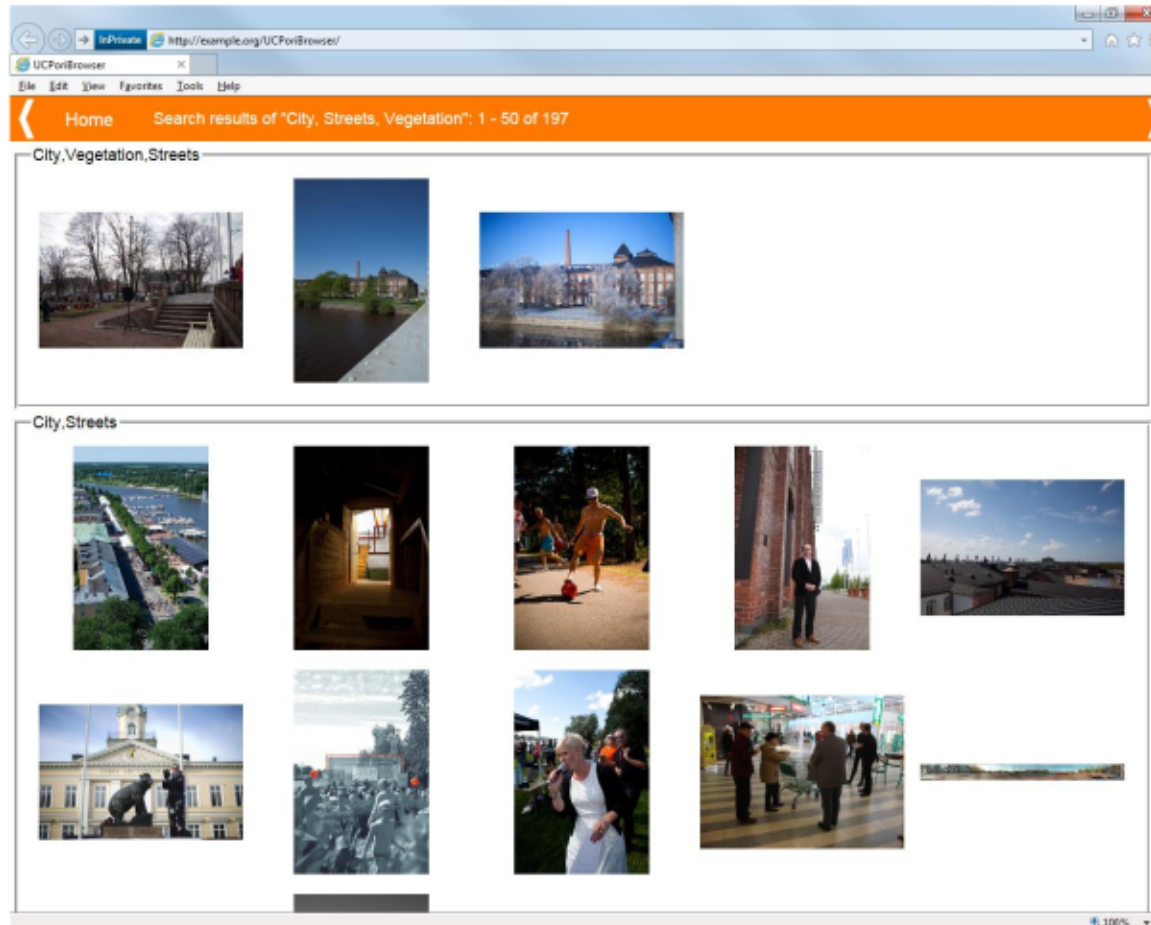 InPrivate http://example.org/UCPoriBrowser/
UCPoriBrowser
File Edit View Favorites Tools Help
Home Search results of "City, Streets, Vegetation": 1 - 50 of 197
City,Vegetation,Streets
City,Streets
100%